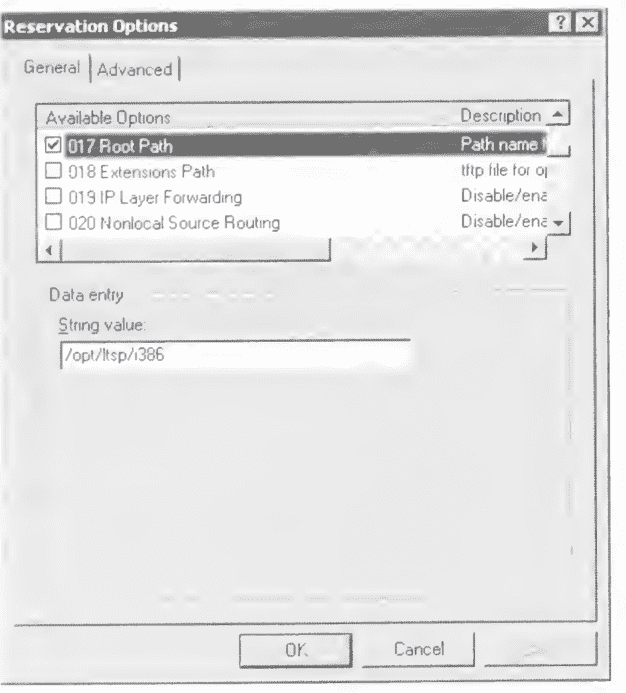 Reservation Options ? ×
General Advanced
Available Options Description
017 Root Path Path name
018 Extensions Path tftp file for
019 IP Layer Forwarding Disable/ena
020 Nonlocal Source Routing Disable/ena
Data entry
String value:
/opt/ltsp/i386
OK Cancel